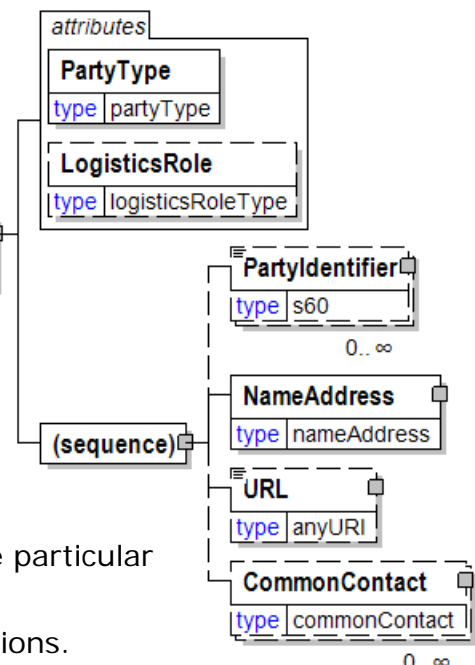 attributes
PartyType
type partyType
LogisticsRole
type logisticsRoleType
PartyIdentifier
type s60
0.. ∞
NameAddress
type nameAddress
(sequence)
URL
type anyURI
particular
CommonContact
type commonContact
ions.
0.. ∞